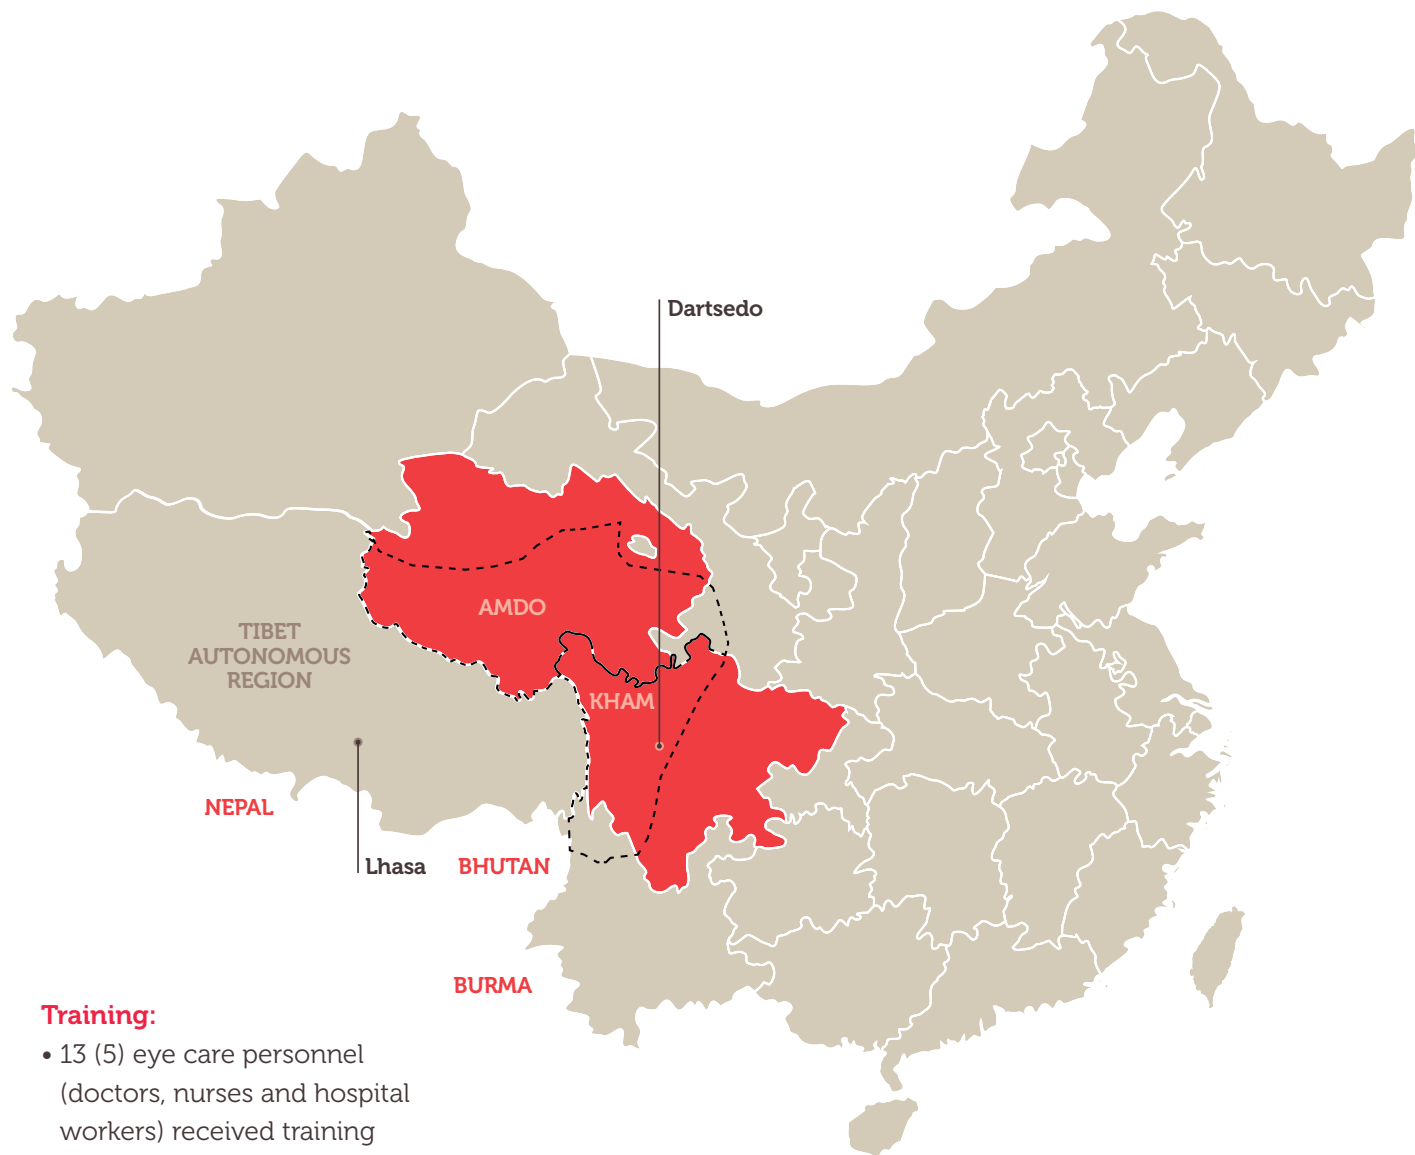 Dartsedo
AMDO
TIBET
AUTONOMOUS
REGION
KHAM
NEPAL
Lhasa
BHUTAN
BURMA
Training:
• 13 (5) eye care personnel
(doctors, nurses and hospital
workers) received training